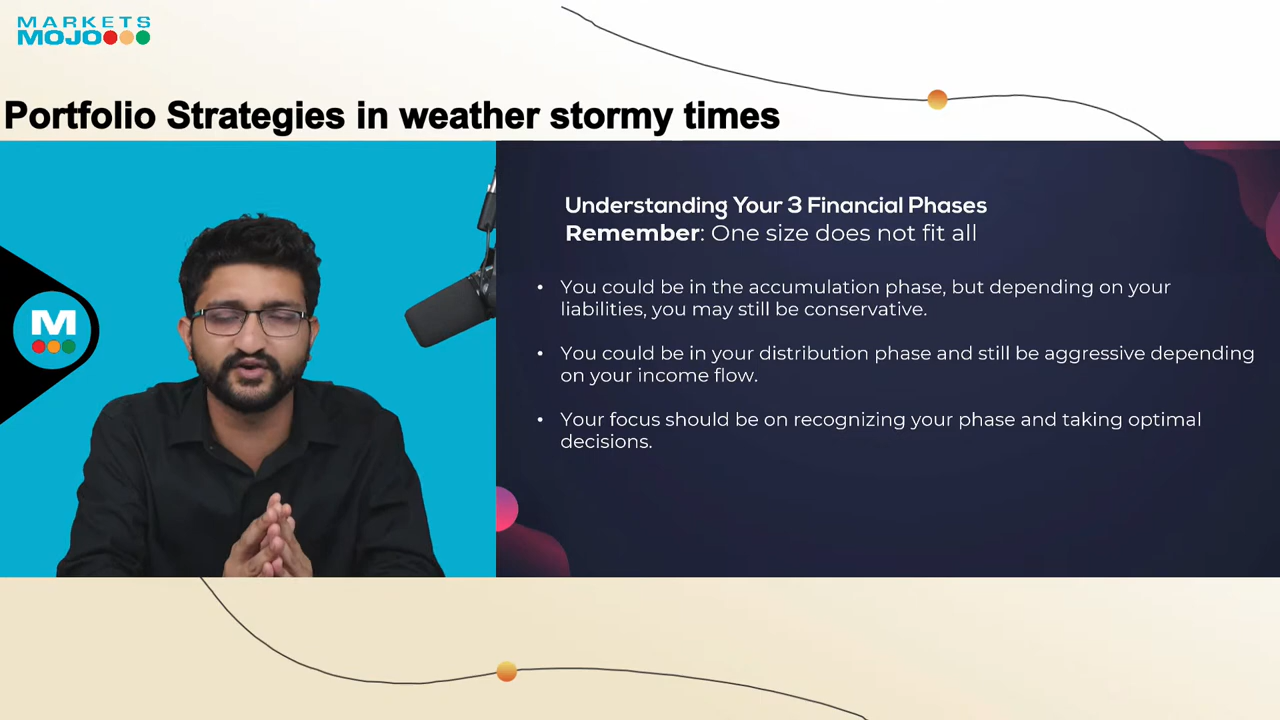 MARKETS
MOJO
Portfolio Strategies in weather stormy times
M
Understanding Your 3 Financial Phases
Remember: One size does not fit all
• You could be in the accumulation phase, but depending on your
liabilities, you may still be conservative.
• You could be in your distribution phase and still be aggressive depending
on your income flow.
• Your focus should be on recognizing your phase and taking optimal
decisions.